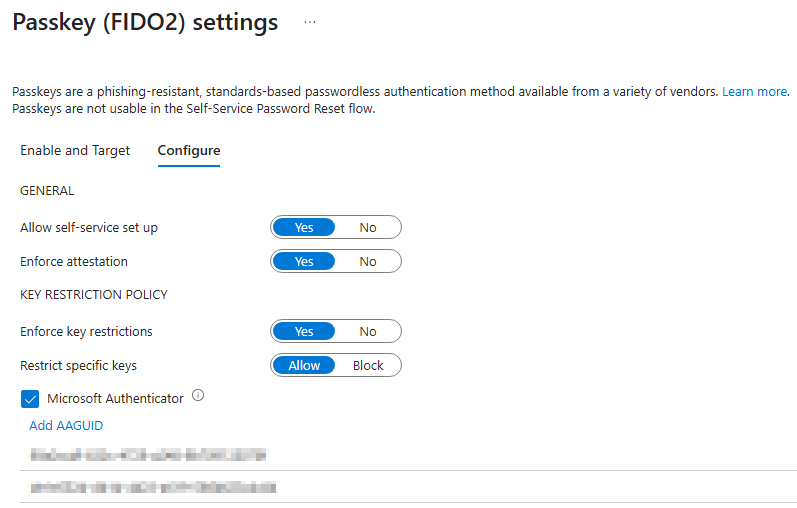 Passkey (FIDO2) settings ...
Passkeys are a phishing-resistant, standards-based passwordless authentication method available from a variety of vendors. Learn more.
Passkeys are not usable in the Self-Service Password Reset flow.
Enable and Target Configure
GENERAL
Allow self-service set up Yes No
Enforce attestation Yes No
KEY RESTRICTION POLICY
Enforce key restrictions Yes No
Restrict specific keys Allow Block
Microsoft Authenticator
Add AAGUID